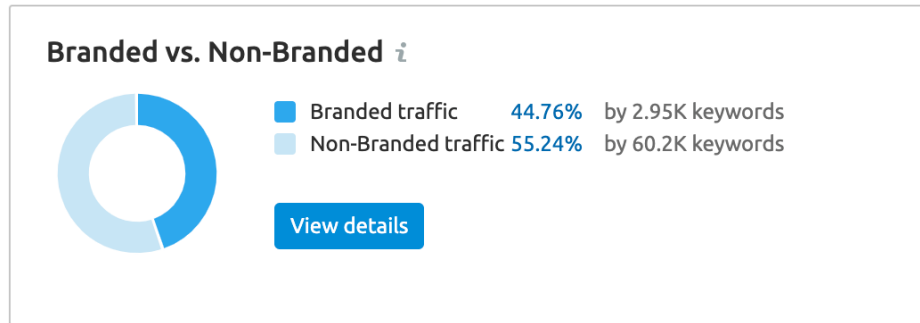 Branded vs. Non-Branded i
Branded traffic 44.76% by 2.95K keywords
Non-Branded traffic 55.24% by 60.2K keywords
View details